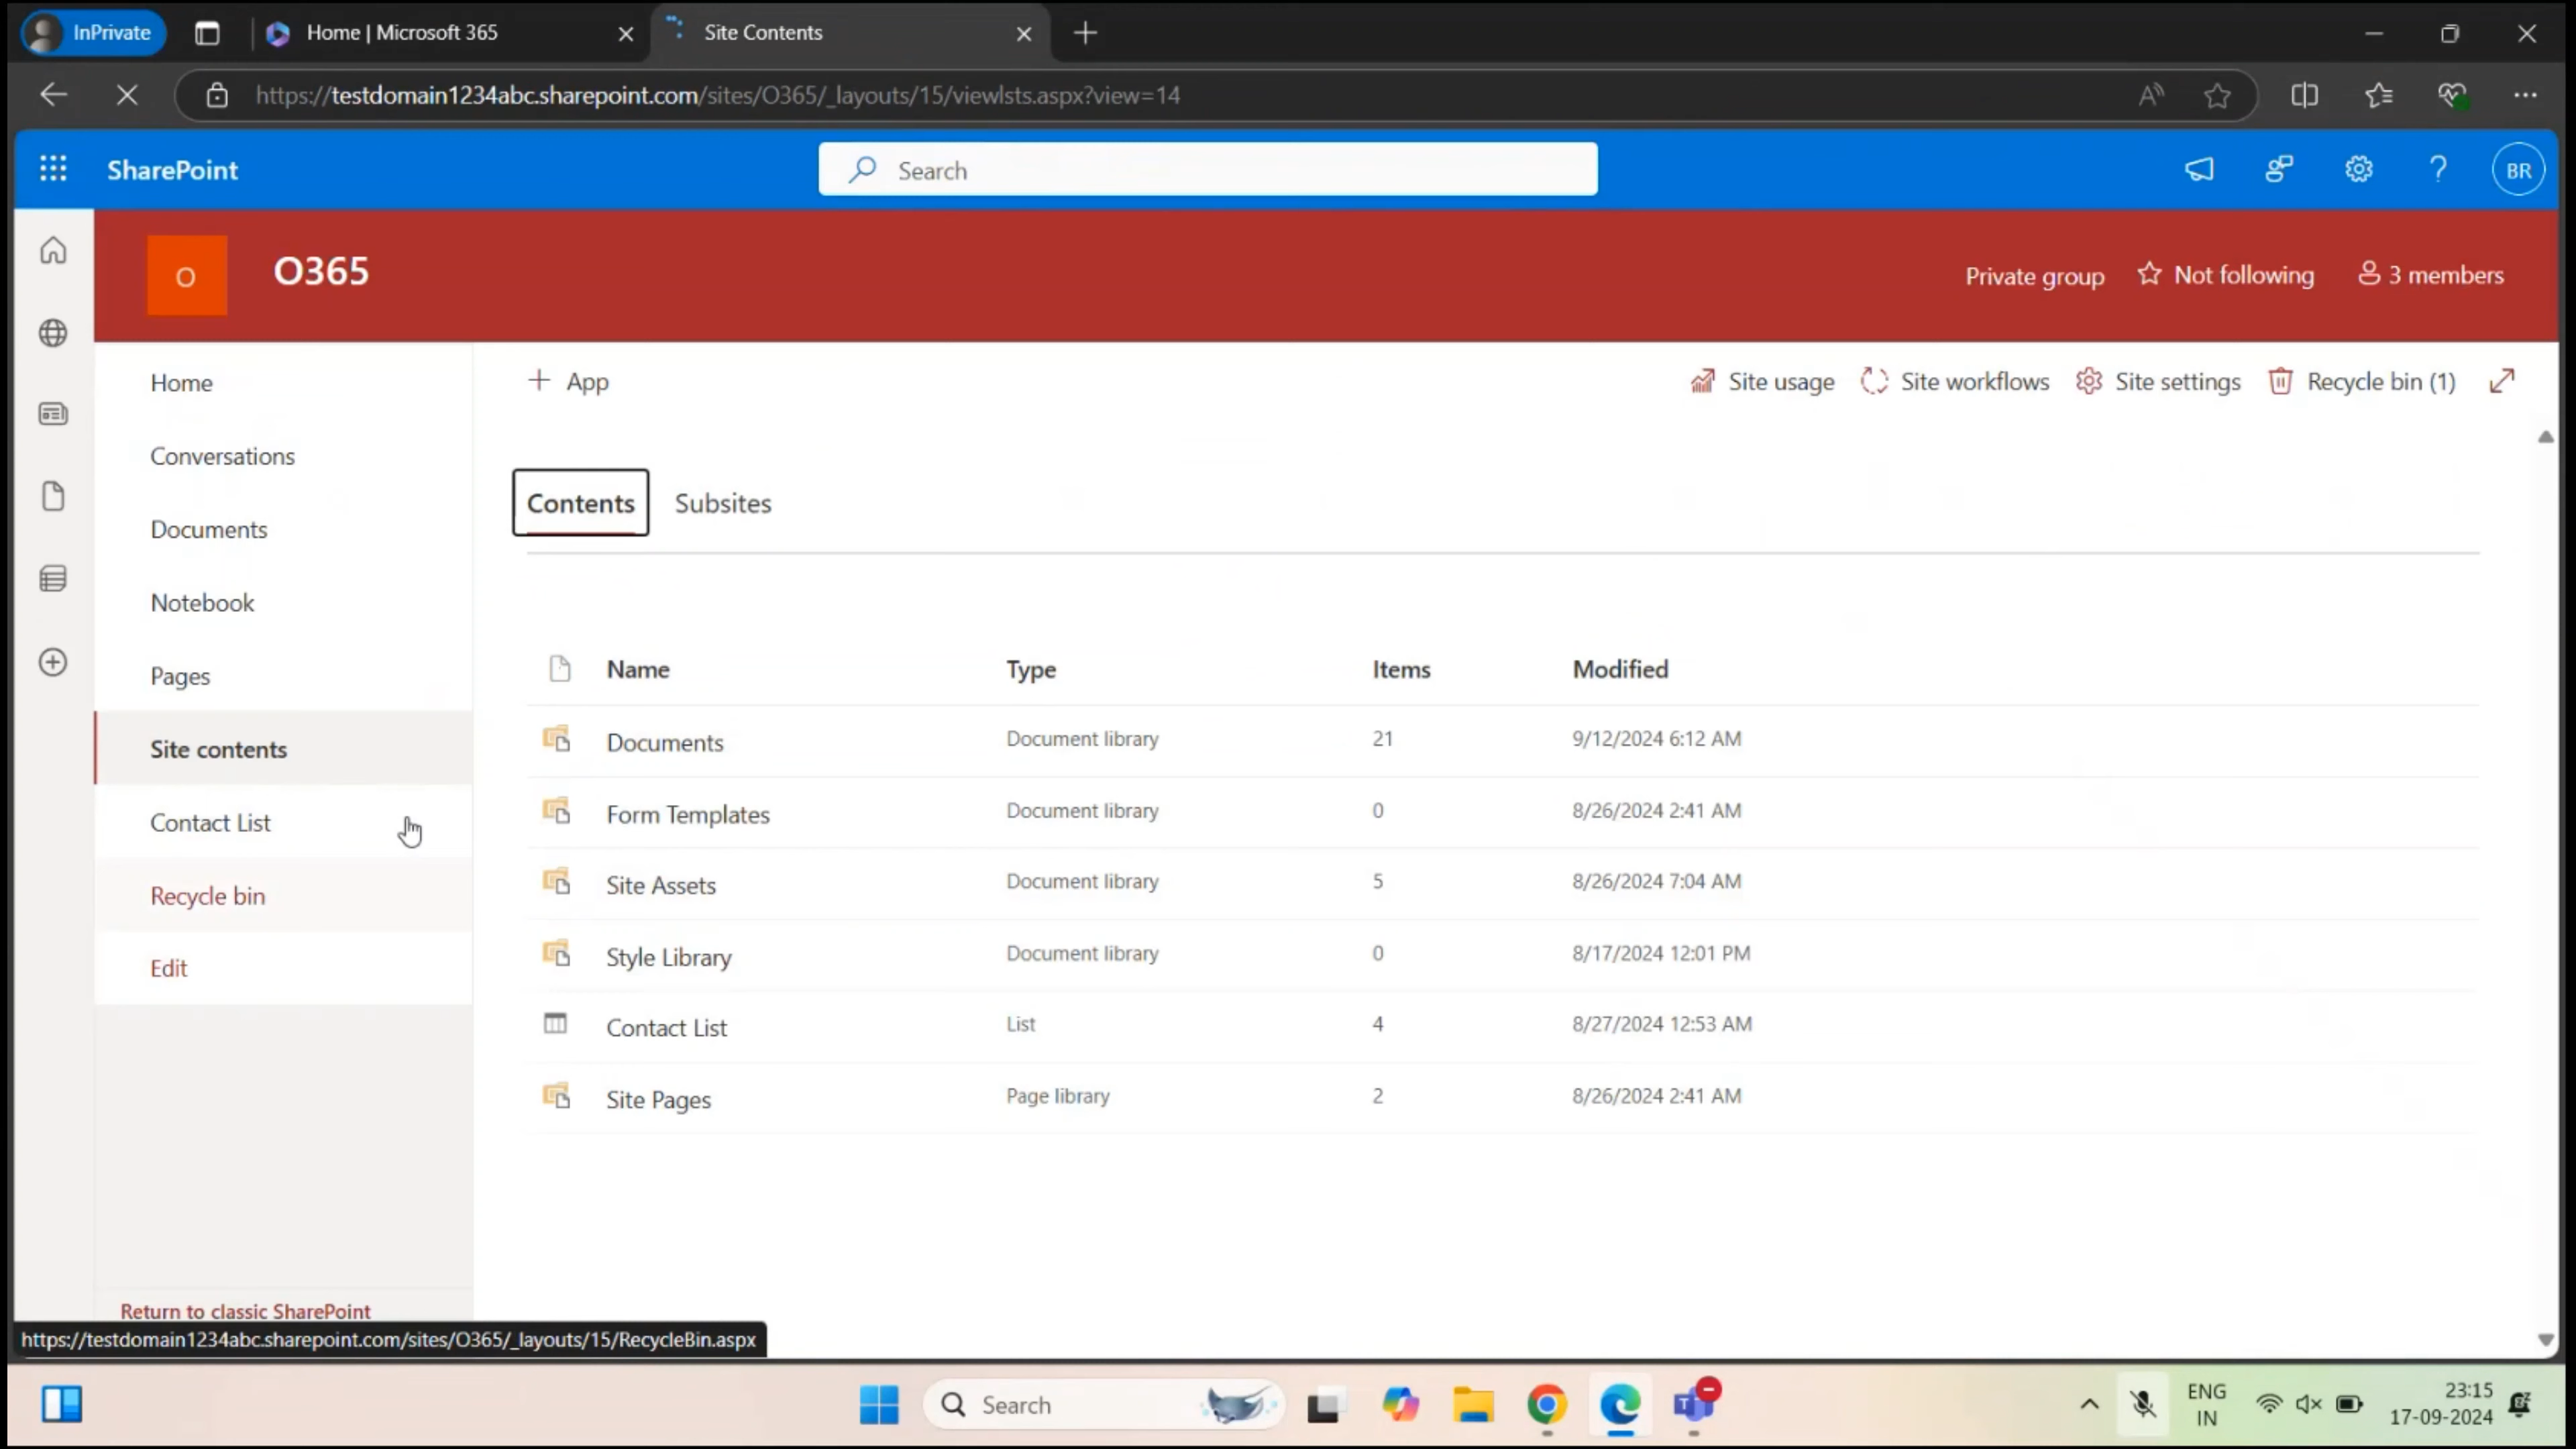 InPrivate
Home | Microsoft 365
Site Contents
https://testdomain1234abc.sharepoint.com/sites/O365/_layouts/15/viewlsts.aspx?view=14
SharePoint
Search
BR
O
O365
Private group
Not following
3 members
Home
Conversations
Documents
Notebook
Pages
Site contents
Contact List
Recycle bin
Edit
Return to classic SharePoint
App
Site usage
Site workflows
Site settings
Recycle bin (1)
Contents
Subsites
Name Type Items Modified
Documents Document library 21 9/12/2024 6:12 AM
Form Templates Document library 0 8/26/2024 2:41 AM
Site Assets Document library 5 8/26/2024 7:04 AM
Style Library Document library 0 8/17/2024 12:01 PM
Contact List List 4 8/27/2024 12:53 AM
Site Pages Page library 2 8/26/2024 2:41 AM
https://testdomain1234abc.sharepoint.com/sites/O365/_layouts/15/RecycleBin.aspx
Search
ENG
IN
23:15
17-09-2024